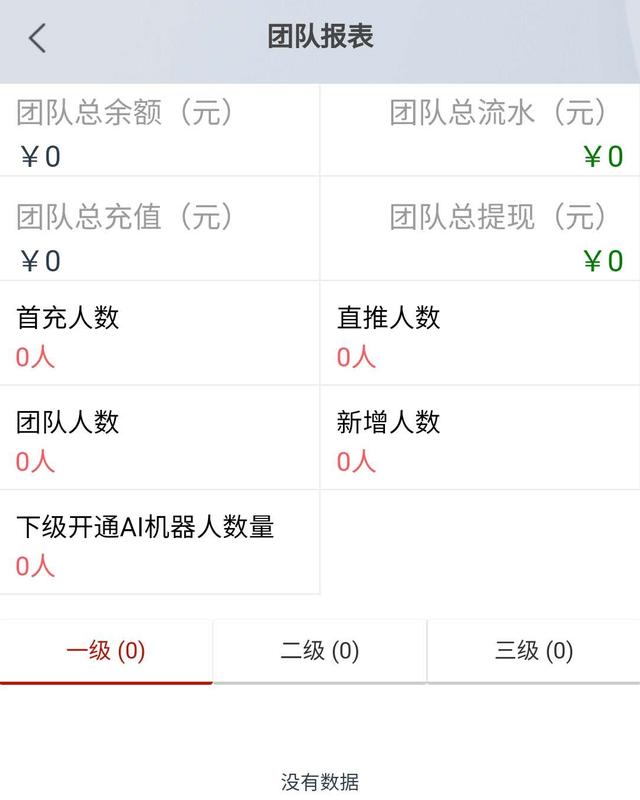 团队报表
团队总余额（元）
￥0
团队总流水（元）
￥0
团队总充值（元）
￥0
团队总提现（元）
￥0
首充人数
0人
直推人数
0人
团队人数
0人
新增人数
0人
下级开通AI机器人数量
0人
一级 (0)
二级 (0)
三级 (0)
没有数据